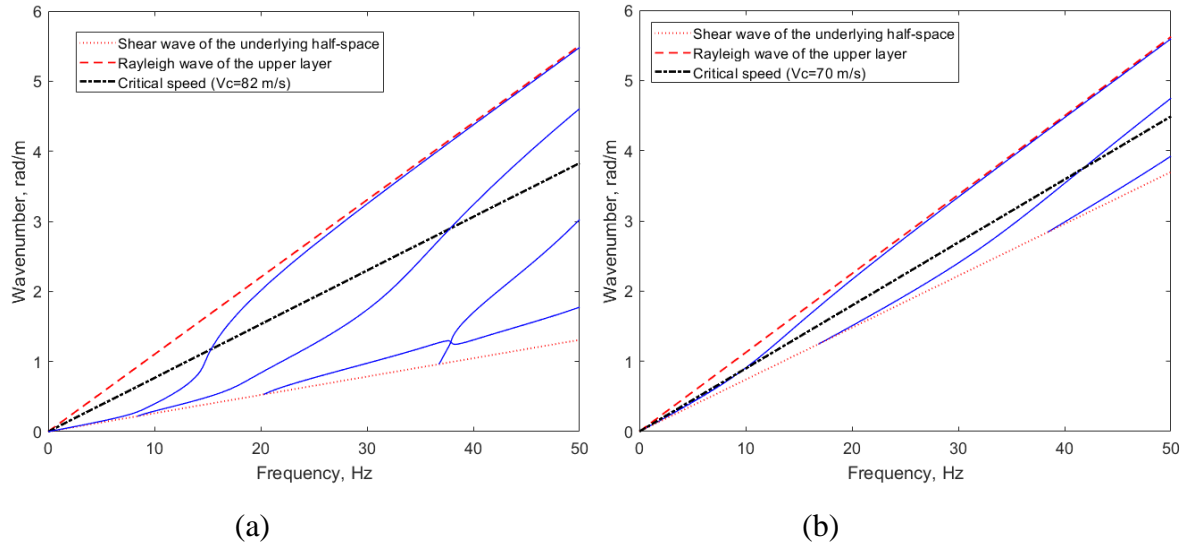 6
5
4
3
2
1
0
Wavenumber, rad/m
Shear wave of the underlying half-space
Rayleigh wave of the upper layer
Critical speed (Vc=82 m/s)
0 10 20 30 40 50
Frequency, Hz
(a)
6
5
4
3
2
1
0
Wavenumber, rad/m
Shear wave of the underlying half-space
Rayleigh wave of the upper layer
Critical speed (Vc=70 m/s)
0 10 20 30 40 50
Frequency, Hz
(b)